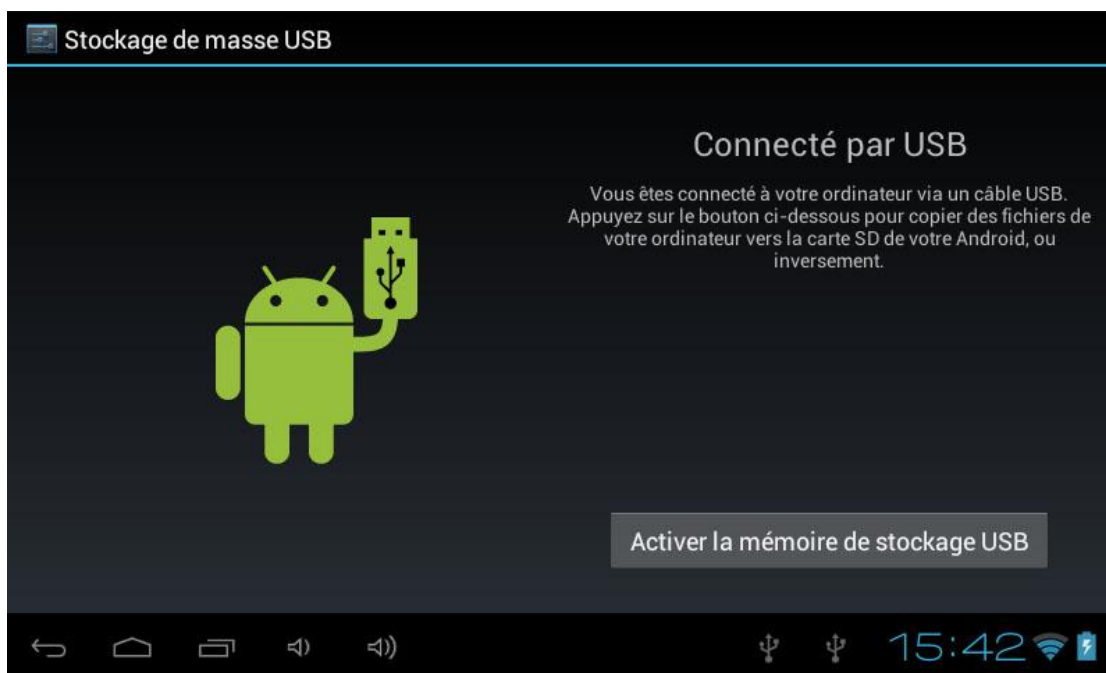 Stockage de masse USB
Connecté par USB
Vous êtes connecté à votre ordinateur via un câble USB.
Appuyez sur le bouton ci-dessous pour copier des fichiers de
votre ordinateur vers la carte SD de votre Android, ou
inversement.
Activer la mémoire de stockage USB
15:42